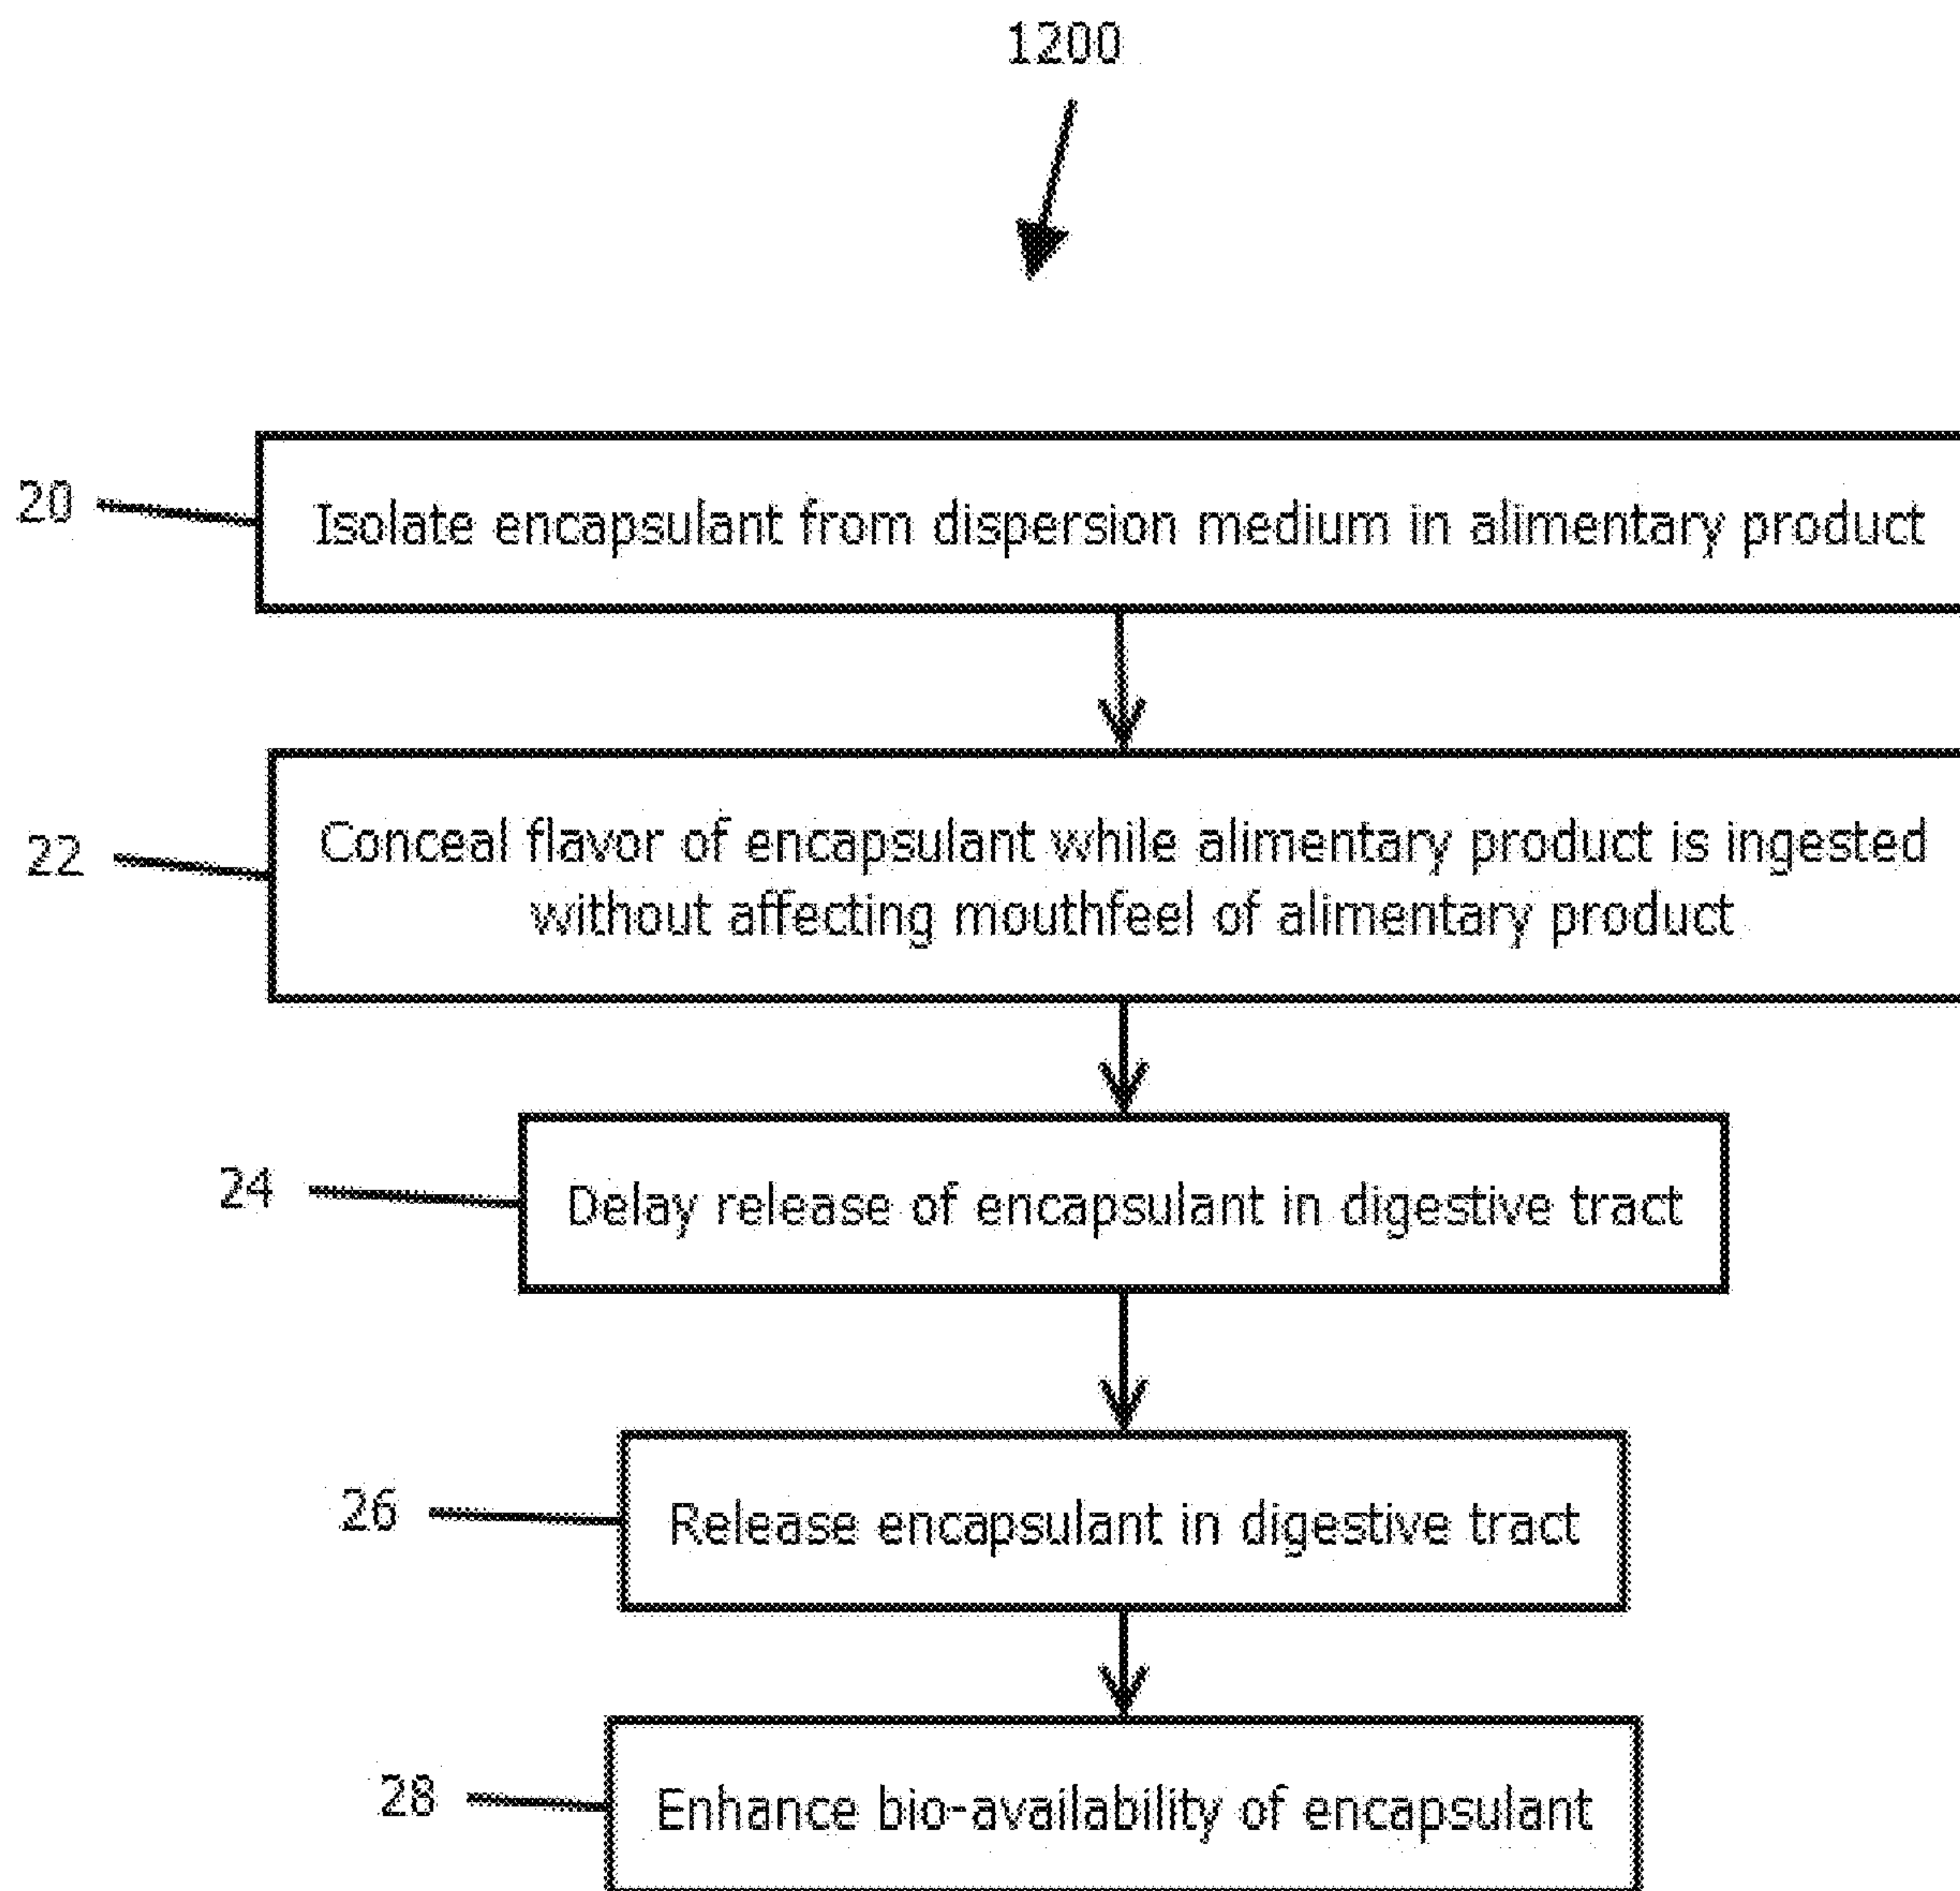 1200
20
Isolate encapsulant from dispersion medium in alimentary product
22
Conceal flavor of encapsulant while alimentary product is ingested
without affecting mouthfeel of alimentary product
24
Delay release of encapsulant in digestive tract
26
Release encapsulant in digestive tract
28
Enhance bio-availability of encapsulant